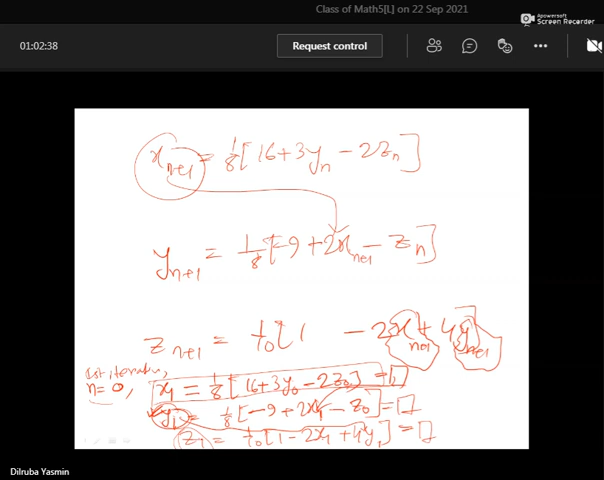 Class of Math5[L] on 22 Sep 2021
Apowersoft
Screen Recorder
01:02:38
Request control
x_{n+1} = 1/8 [16 + 3y_n - 2z_n]
y_{n+1} = 1/8 [-9 + 2x_{n+1} - z_n]
z_{n+1} = 1/10 [1 - 2x_{n+1} + 4y_{n+1}]
1st iteration,
n = 0, x_1 = 1/8 [16 + 3y_0 - 2z_0] = []
y_1 = 1/8 [-9 + 2x_1 - z_0] = []
z_1 = 1/10 [1 - 2x_1 + 4y_1] = []
Dilruba Yasmin